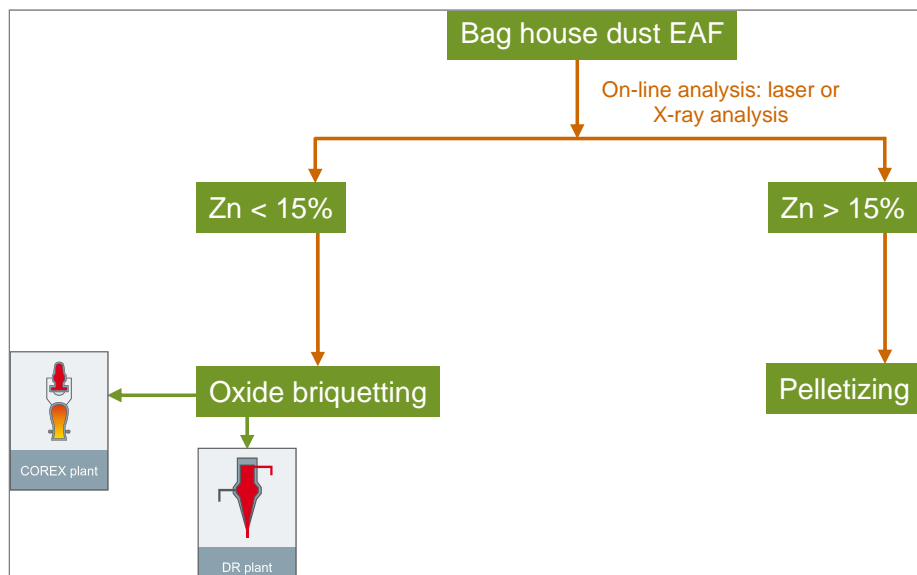 Bag house dust EAF
On-line analysis: laser or
X-ray analysis
Zn < 15%
Zn > 15%
Oxide briquetting
Pelletizing
COREX plant
DR plant